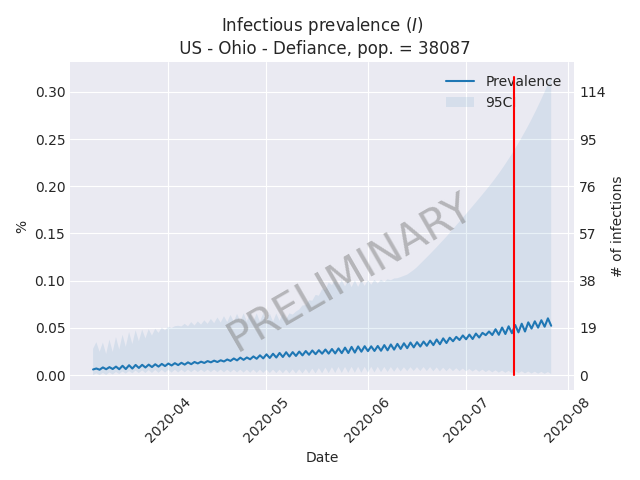 Infectious prevalence (I)
US - Ohio - Defiance, pop. = 38087
Prevalence
95C
0.30
0.25
0.20
0.15
0.10
0.05
0.00
%
114
95
76
57
38
19
0
# of infections
PRELIMINARY
2020-04
2020-05
2020-06
2020-07
2020-08
Date